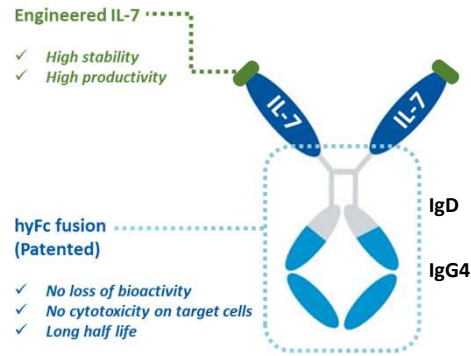 Engineered IL-7
✓ High stability
✓ High productivity
IL-7
IL-7
hyFc fusion
(Patented)
✓ No loss of bioactivity
✓ No cytotoxicity on target cells
✓ Long half life
IgD
IgG4